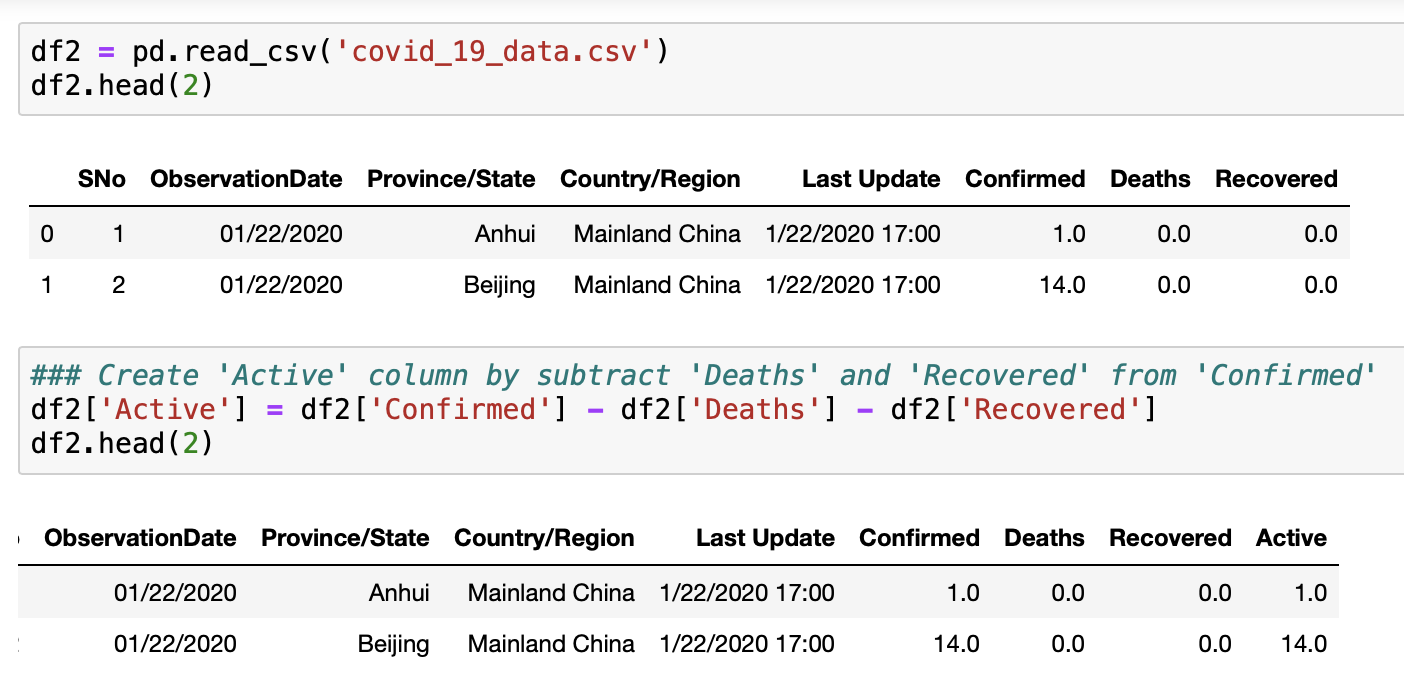 df2 = pd.read_csv('covid_19_data.csv')
df2.head(2)
SNo ObservationDate Province/State Country/Region Last Update Confirmed Deaths Recovered
0 1 01/22/2020 Anhui Mainland China 1/22/2020 17:00 1.0 0.0 0.0
1 2 01/22/2020 Beijing Mainland China 1/22/2020 17:00 14.0 0.0 0.0
### Create 'Active' column by subtract 'Deaths' and 'Recovered' from 'Confirmed'
df2['Active'] = df2['Confirmed'] - df2['Deaths'] - df2['Recovered']
df2.head(2)
ObservationDate Province/State Country/Region Last Update Confirmed Deaths Recovered Active
01/22/2020 Anhui Mainland China 1/22/2020 17:00 1.0 0.0 0.0 1.0
01/22/2020 Beijing Mainland China 1/22/2020 17:00 14.0 0.0 0.0 14.0